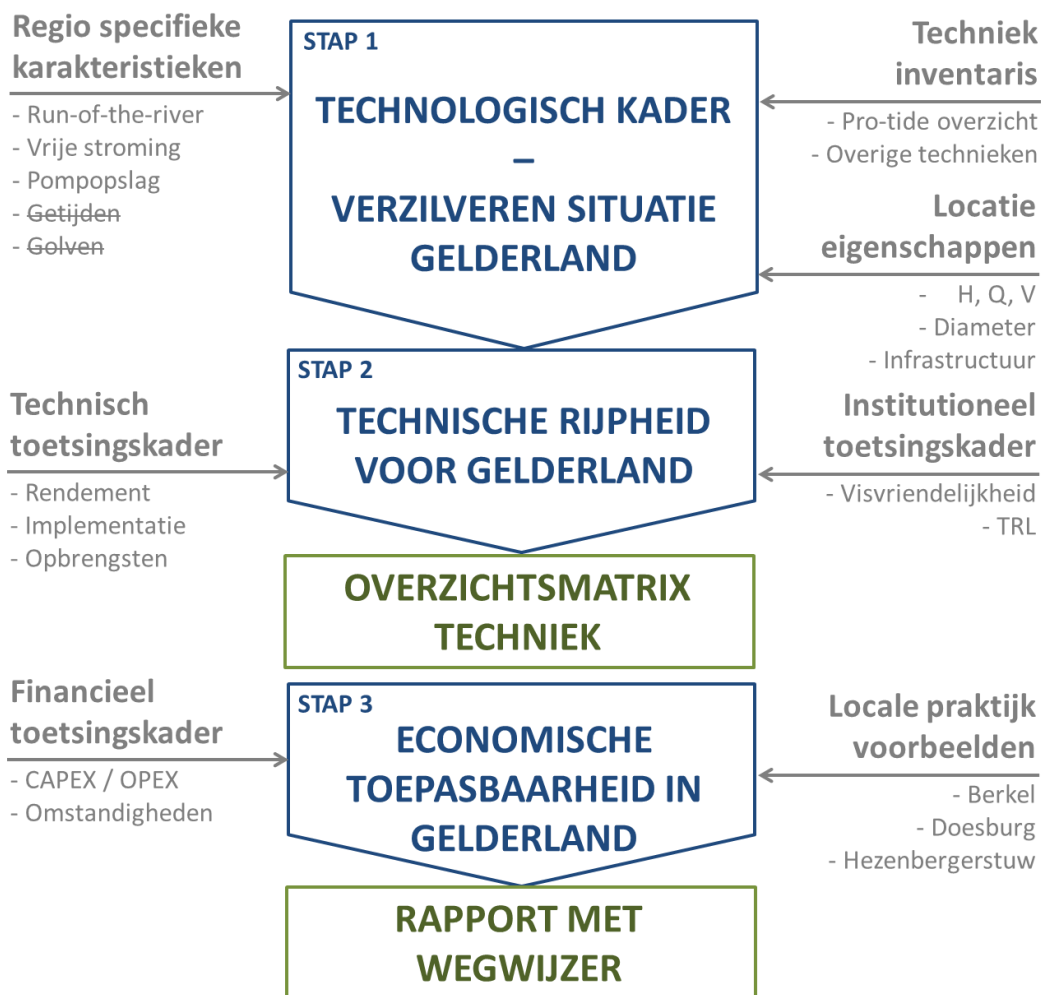 Regio specifieke
karakteristieken
- Run-of-the-river
- Vrije stroming
- Pompopslag
- Getijden
- Golven
STAP 1
TECHNOLOGISCH KADER
–
VERZILVEREN SITUATIE
GELDERLAND
Techniek
inventaris
- Pro-tide overzicht
- Overige technieken
Locatie
eigenschappen
- H, Q, V
- Diameter
- Infrastructuur
Technisch
toetsingskader
- Rendement
- Implementatie
- Opbrengsten
STAP 2
TECHNISCHE RIJPHEID
VOOR GELDERLAND
Institutioneel
toetsingskader
- Visvriendelijkheid
- TRL
OVERZICHTSMATRIX
TECHNIEK
Financieel
toetsingskader
- CAPEX / OPEX
- Omstandigheden
STAP 3
ECONOMISCHE
TOEPASBAARHEID IN
GELDERLAND
Locale praktijk
voorbeelden
- Berkel
- Doesburg
- Hezenbergerstuw
RAPPORT MET
WEGWIJZER